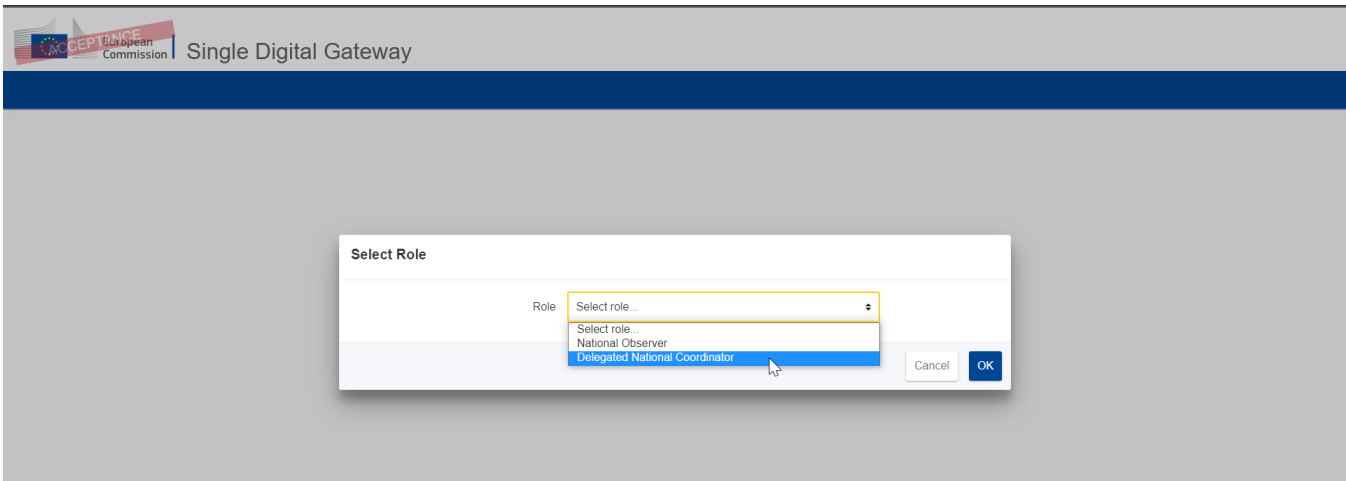 ACCEPTANCE
European
Commission
Single Digital Gateway
Select Role
Role
Select role...
Select role...
National Observer
Delegated National Coordinator
Cancel
OK